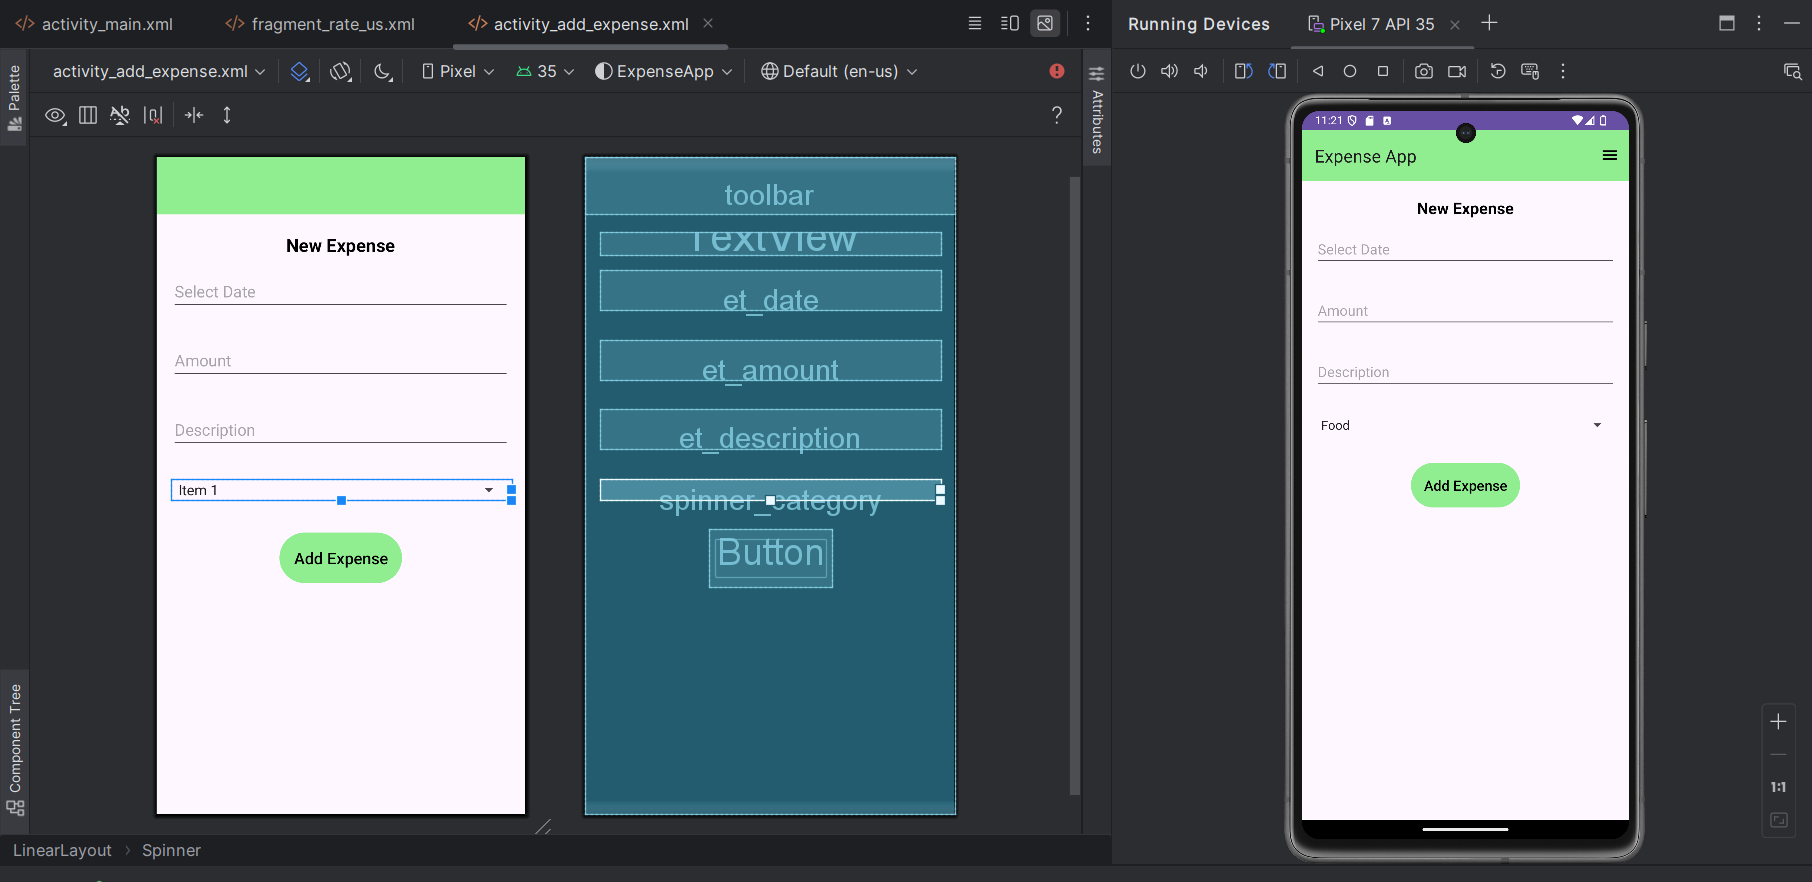 activity_main.xml
fragment_rate_us.xml
activity_add_expense.xml
Running Devices
Pixel 7 API 35
activity_add_expense.xml
Pixel
35
ExpenseApp
Default (en-us)
Palette
Attributes
Component Tree
New Expense
Select Date
Amount
Description
Item 1
Add Expense
toolbar
TextView
et_date
et_amount
et_description
spinner_category
Button
11:21
Expense App
New Expense
Select Date
Amount
Description
Food
Add Expense
1:1
LinearLayout
Spinner